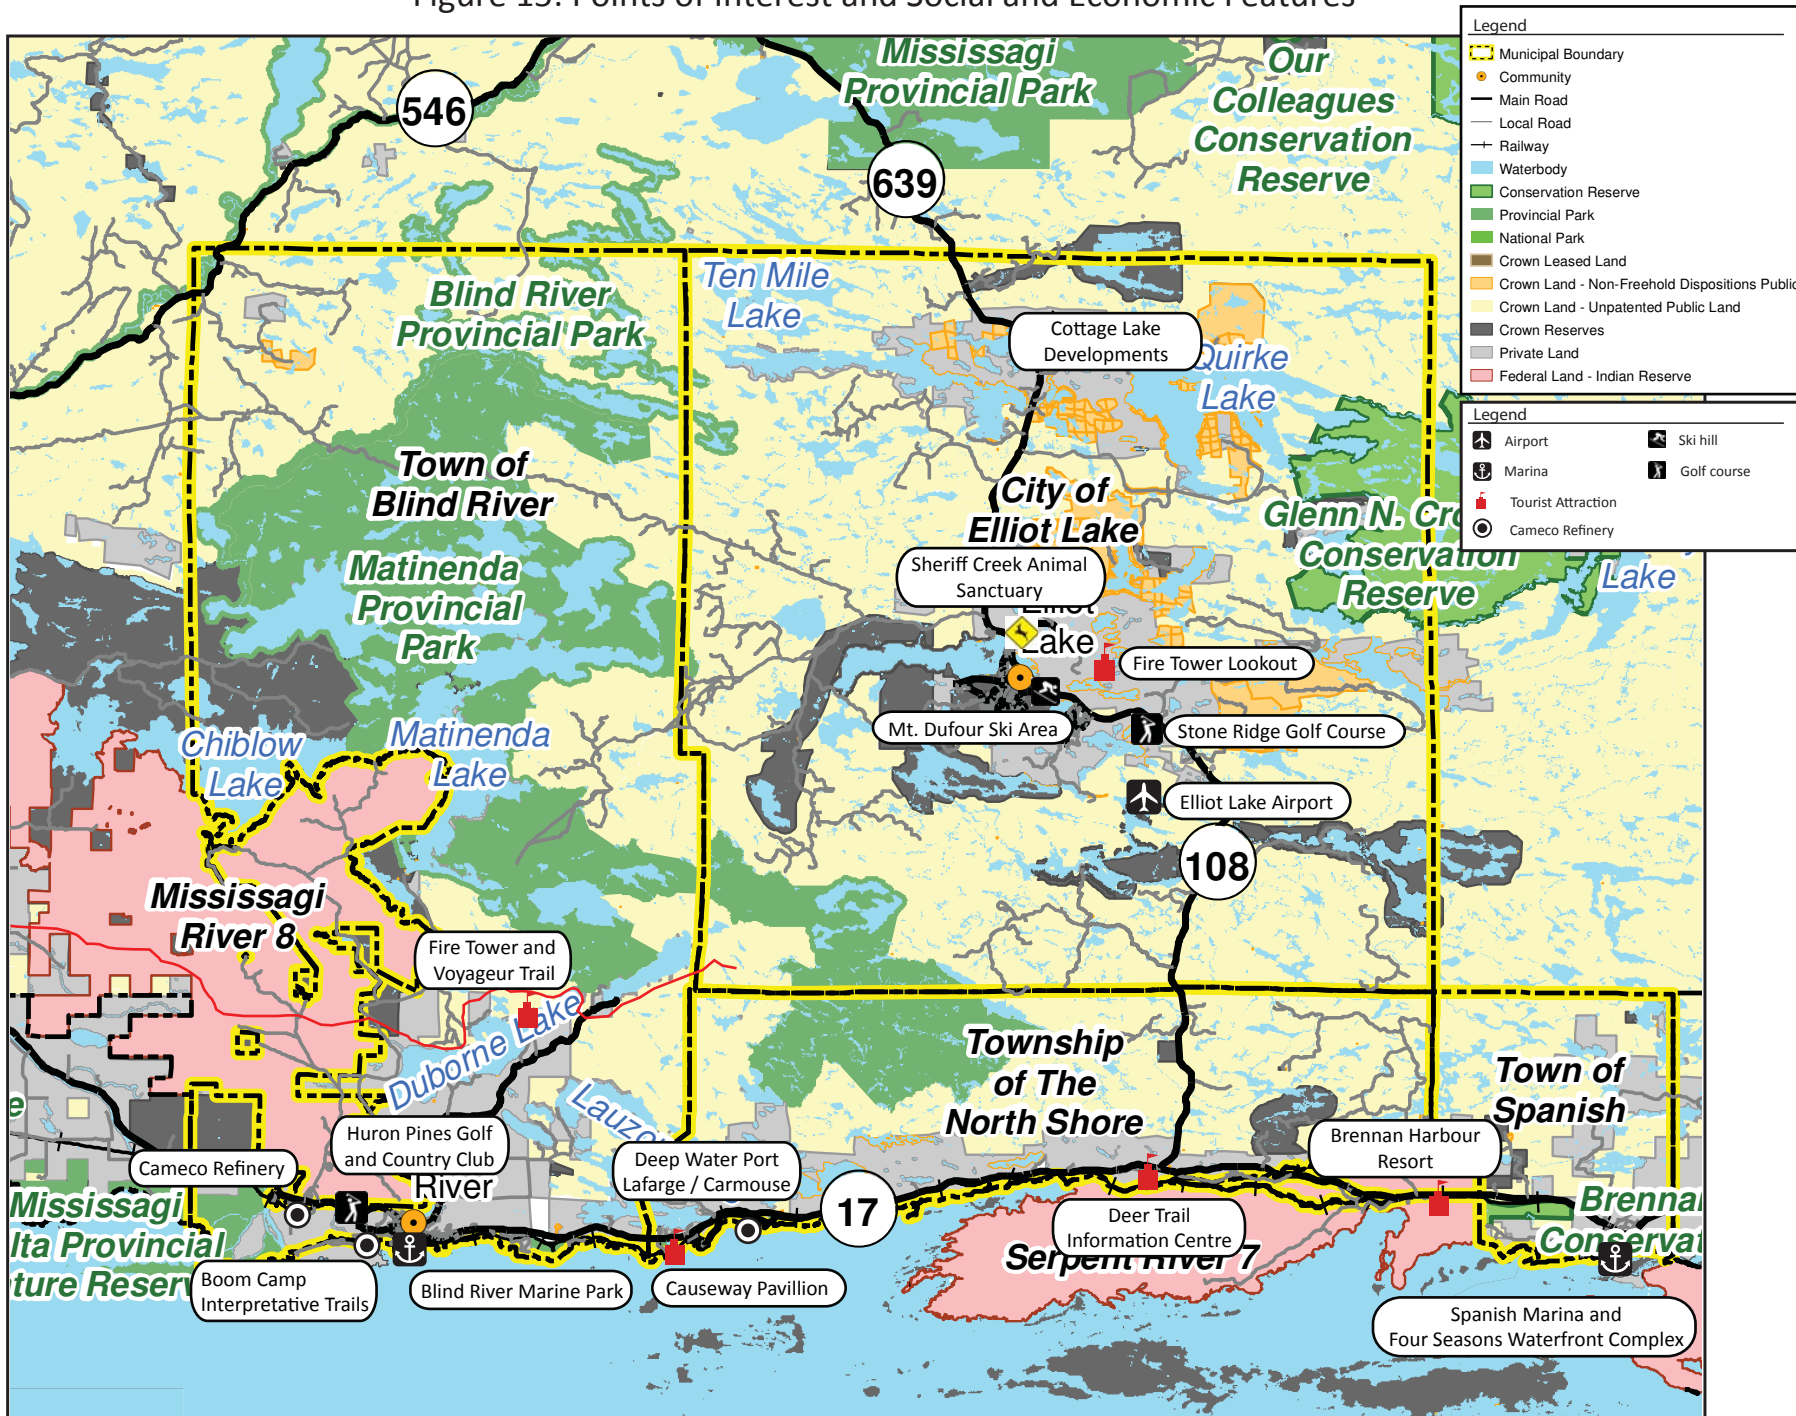 Figure 13: Points of Interest and Social and Economic Features
Legend
Municipal Boundary
Community
Main Road
Local Road
Railway
Waterbody
Conservation Reserve
Provincial Park
National Park
Crown Leased Land
Crown Land - Non-Freehold Dispositions Public
Crown Land - Unpatented Public Land
Crown Reserves
Private Land
Federal Land - Indian Reserve
Legend
Airport
Ski hill
Marina
Golf course
Tourist Attraction
Cameco Refinery
546
639
Mississagi
Provincial Park
Our
Colleagues
Conservation
Reserve
Blind River
Provincial Park
Ten Mile
Lake
Cottage Lake
Developments
Quirke
Lake
Town of
Blind River
City of
Elliot Lake
Glenn N. Cro
Conservation
Reserve
Lake
Matinenda
Provincial
Park
Sheriff Creek Animal
Sanctuary
Elliot
Lake
Fire Tower Lookout
Mt. Dufour Ski Area
Stone Ridge Golf Course
Elliot Lake Airport
108
Chiblow
Lake
Matinenda
Lake
Mississagi
River 8
Fire Tower and
Voyageur Trail
Duborne Lake
Lauzo
Township
of The
North Shore
Town of
Spanish
Huron Pines Golf
and Country Club
Cameco Refinery
River
Deep Water Port
Lafarge / Carmouse
17
Brennan Harbour
Resort
Deer Trail
Information Centre
Serpent River 7
Brennan
Conservat
Mississagi
lta Provincial
ture Reserv
Boom Camp
Interpretative Trails
Blind River Marine Park
Causeway Pavillion
Spanish Marina and
Four Seasons Waterfront Complex